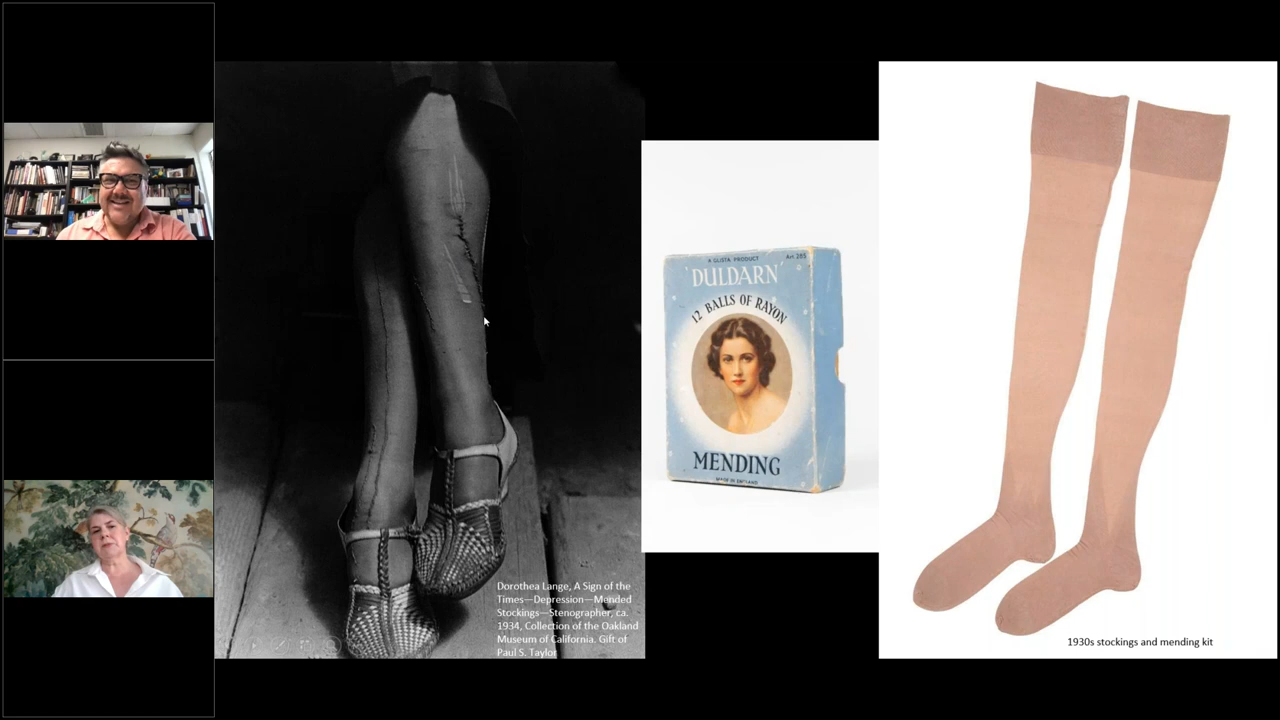 Dorothea Lange, A Sign of the
Times—Depression—Mended
Stockings—Stenographer, ca.
1934, Collection of the Oakland
Museum of California. Gift of
Paul S. Taylor
A GLISTA PRODUCT
Art.285
'DULDARN'
12 BALLS OF RAYON
MENDING
MADE IN ENGLAND
1930s stockings and mending kit